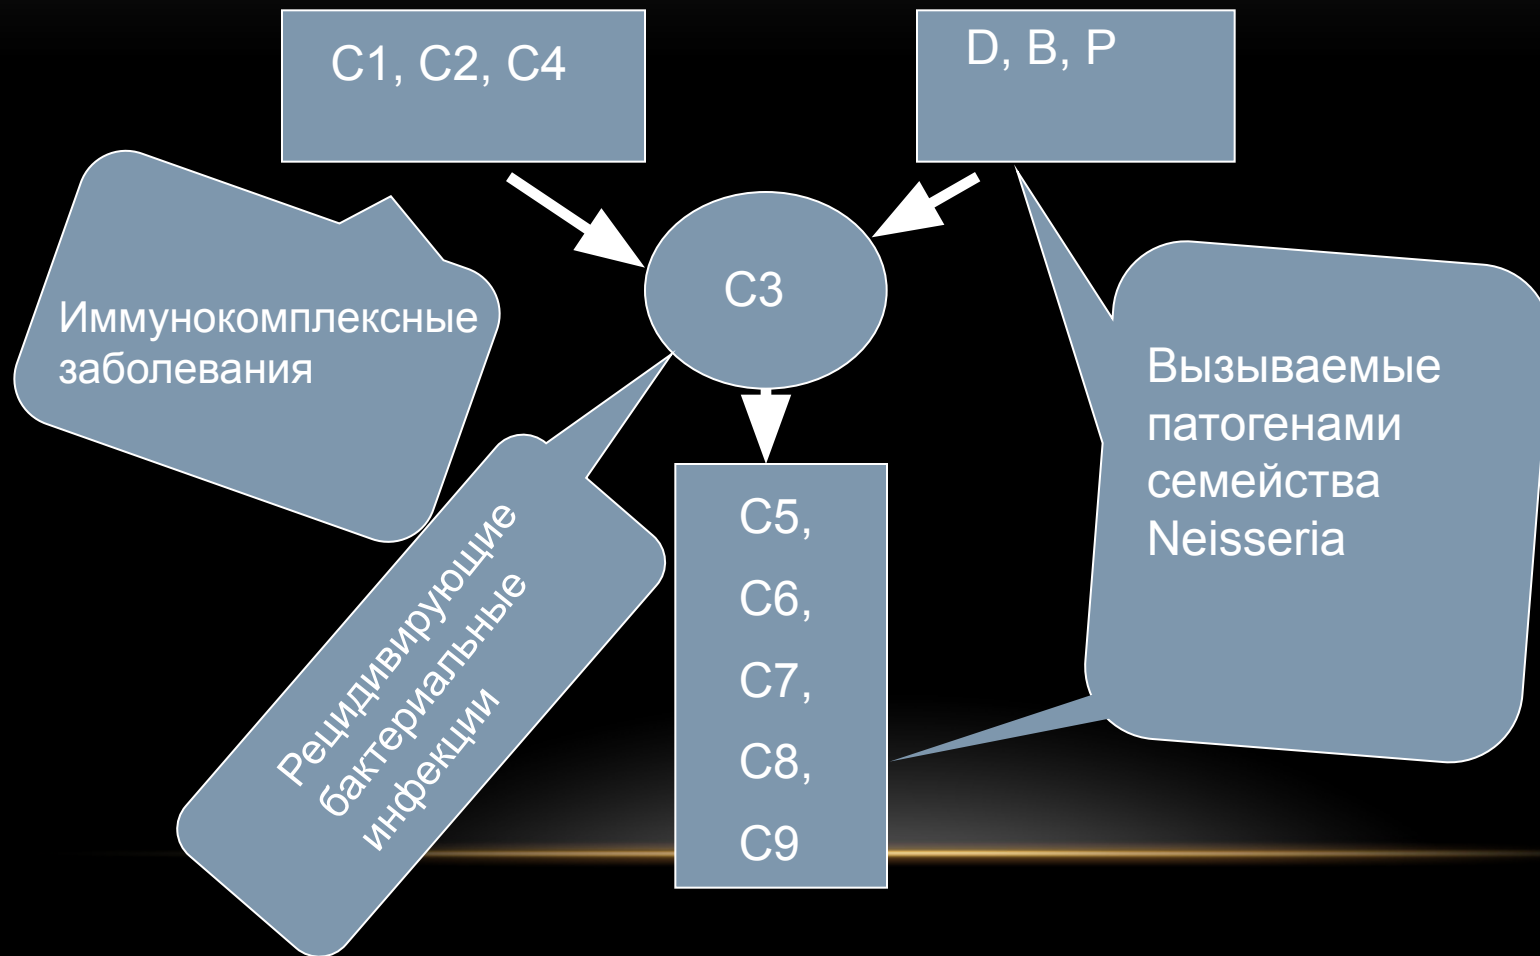 C1, C2, C4
D, B, P
C3
Иммунокомплексные
заболевания
Рецидивирующие
бактериальные
инфекции
C5,
C6,
C7,
C8,
C9
Вызываемые
патогенами
семейства
Neisseria